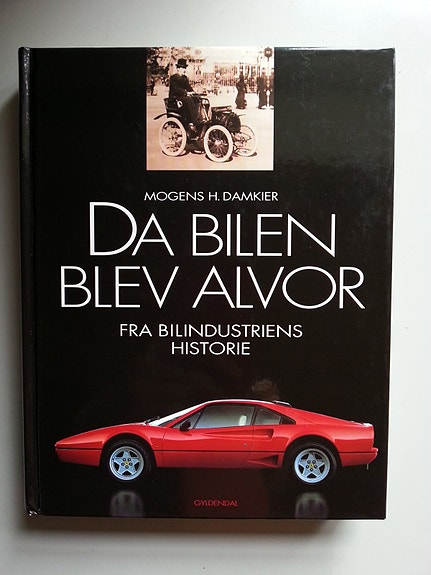 MOGENS H. DAMKIER
DA BILEN
BLEV ALVOR
FRA BILINDUSTRIENS
HISTORIE
GYLDENDAL